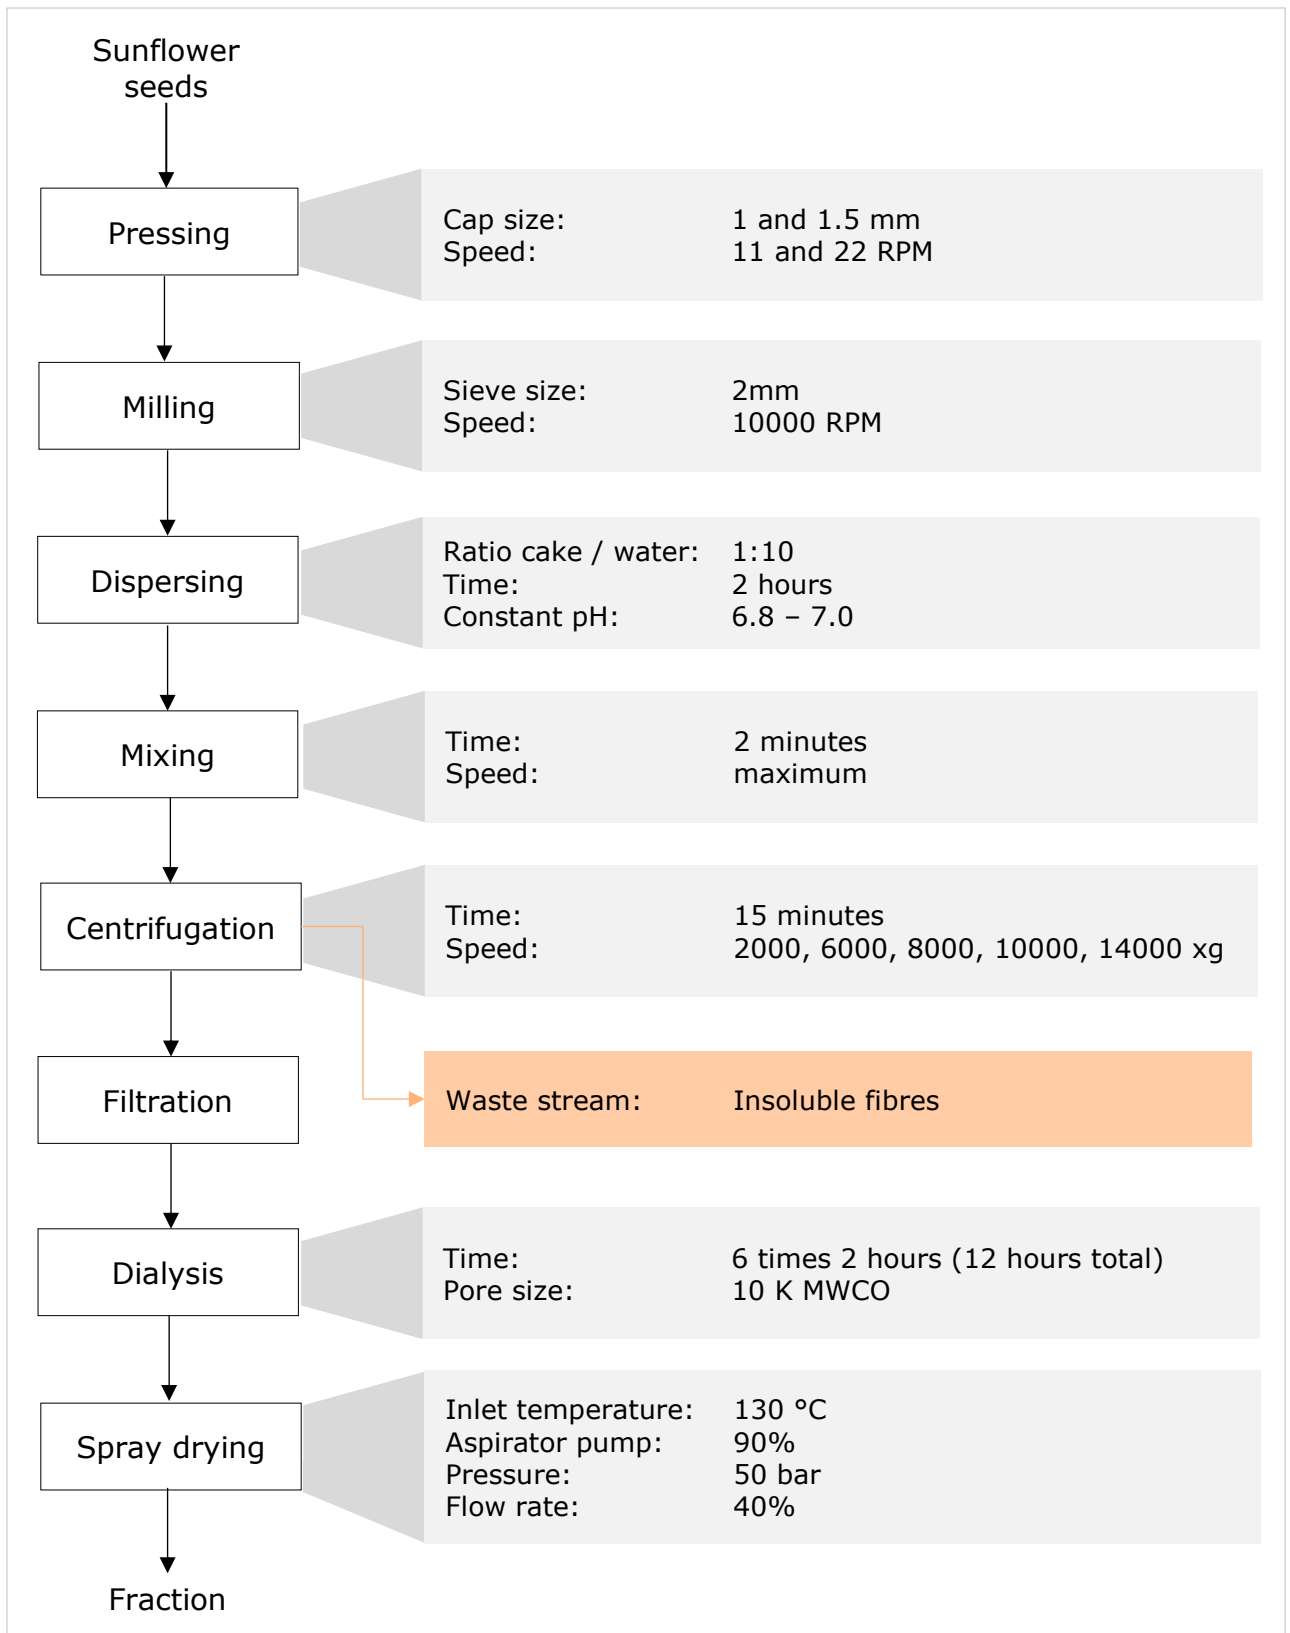 Sunflower
seeds
Pressing
Cap size: 1 and 1.5 mm
Speed: 11 and 22 RPM
Milling
Sieve size: 2mm
Speed: 10000 RPM
Dispersing
Ratio cake / water: 1:10
Time: 2 hours
Constant pH: 6.8 – 7.0
Mixing
Time: 2 minutes
Speed: maximum
Centrifugation
Time: 15 minutes
Speed: 2000, 6000, 8000, 10000, 14000 xg
Filtration
Waste stream: Insoluble fibres
Dialysis
Time: 6 times 2 hours (12 hours total)
Pore size: 10 K MWCO
Spray drying
Inlet temperature: 130 °C
Aspirator pump: 90%
Pressure: 50 bar
Flow rate: 40%
Fraction